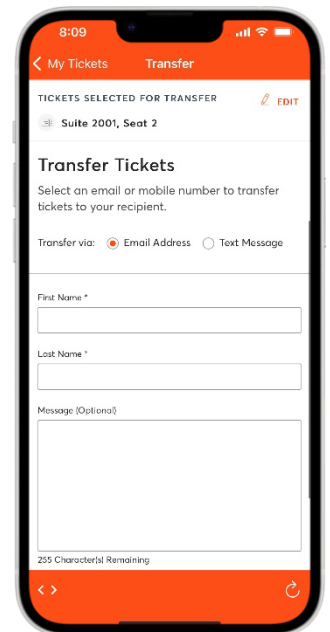 8:09
My Tickets Transfer
TICKETS SELECTED FOR TRANSFER EDIT
Suite 2001, Seat 2
Transfer Tickets
Select an email or mobile number to transfer
tickets to your recipient.
Transfer via: Email Address Text Message
First Name *
Last Name *
Message (Optional)
255 Character(s) Remaining